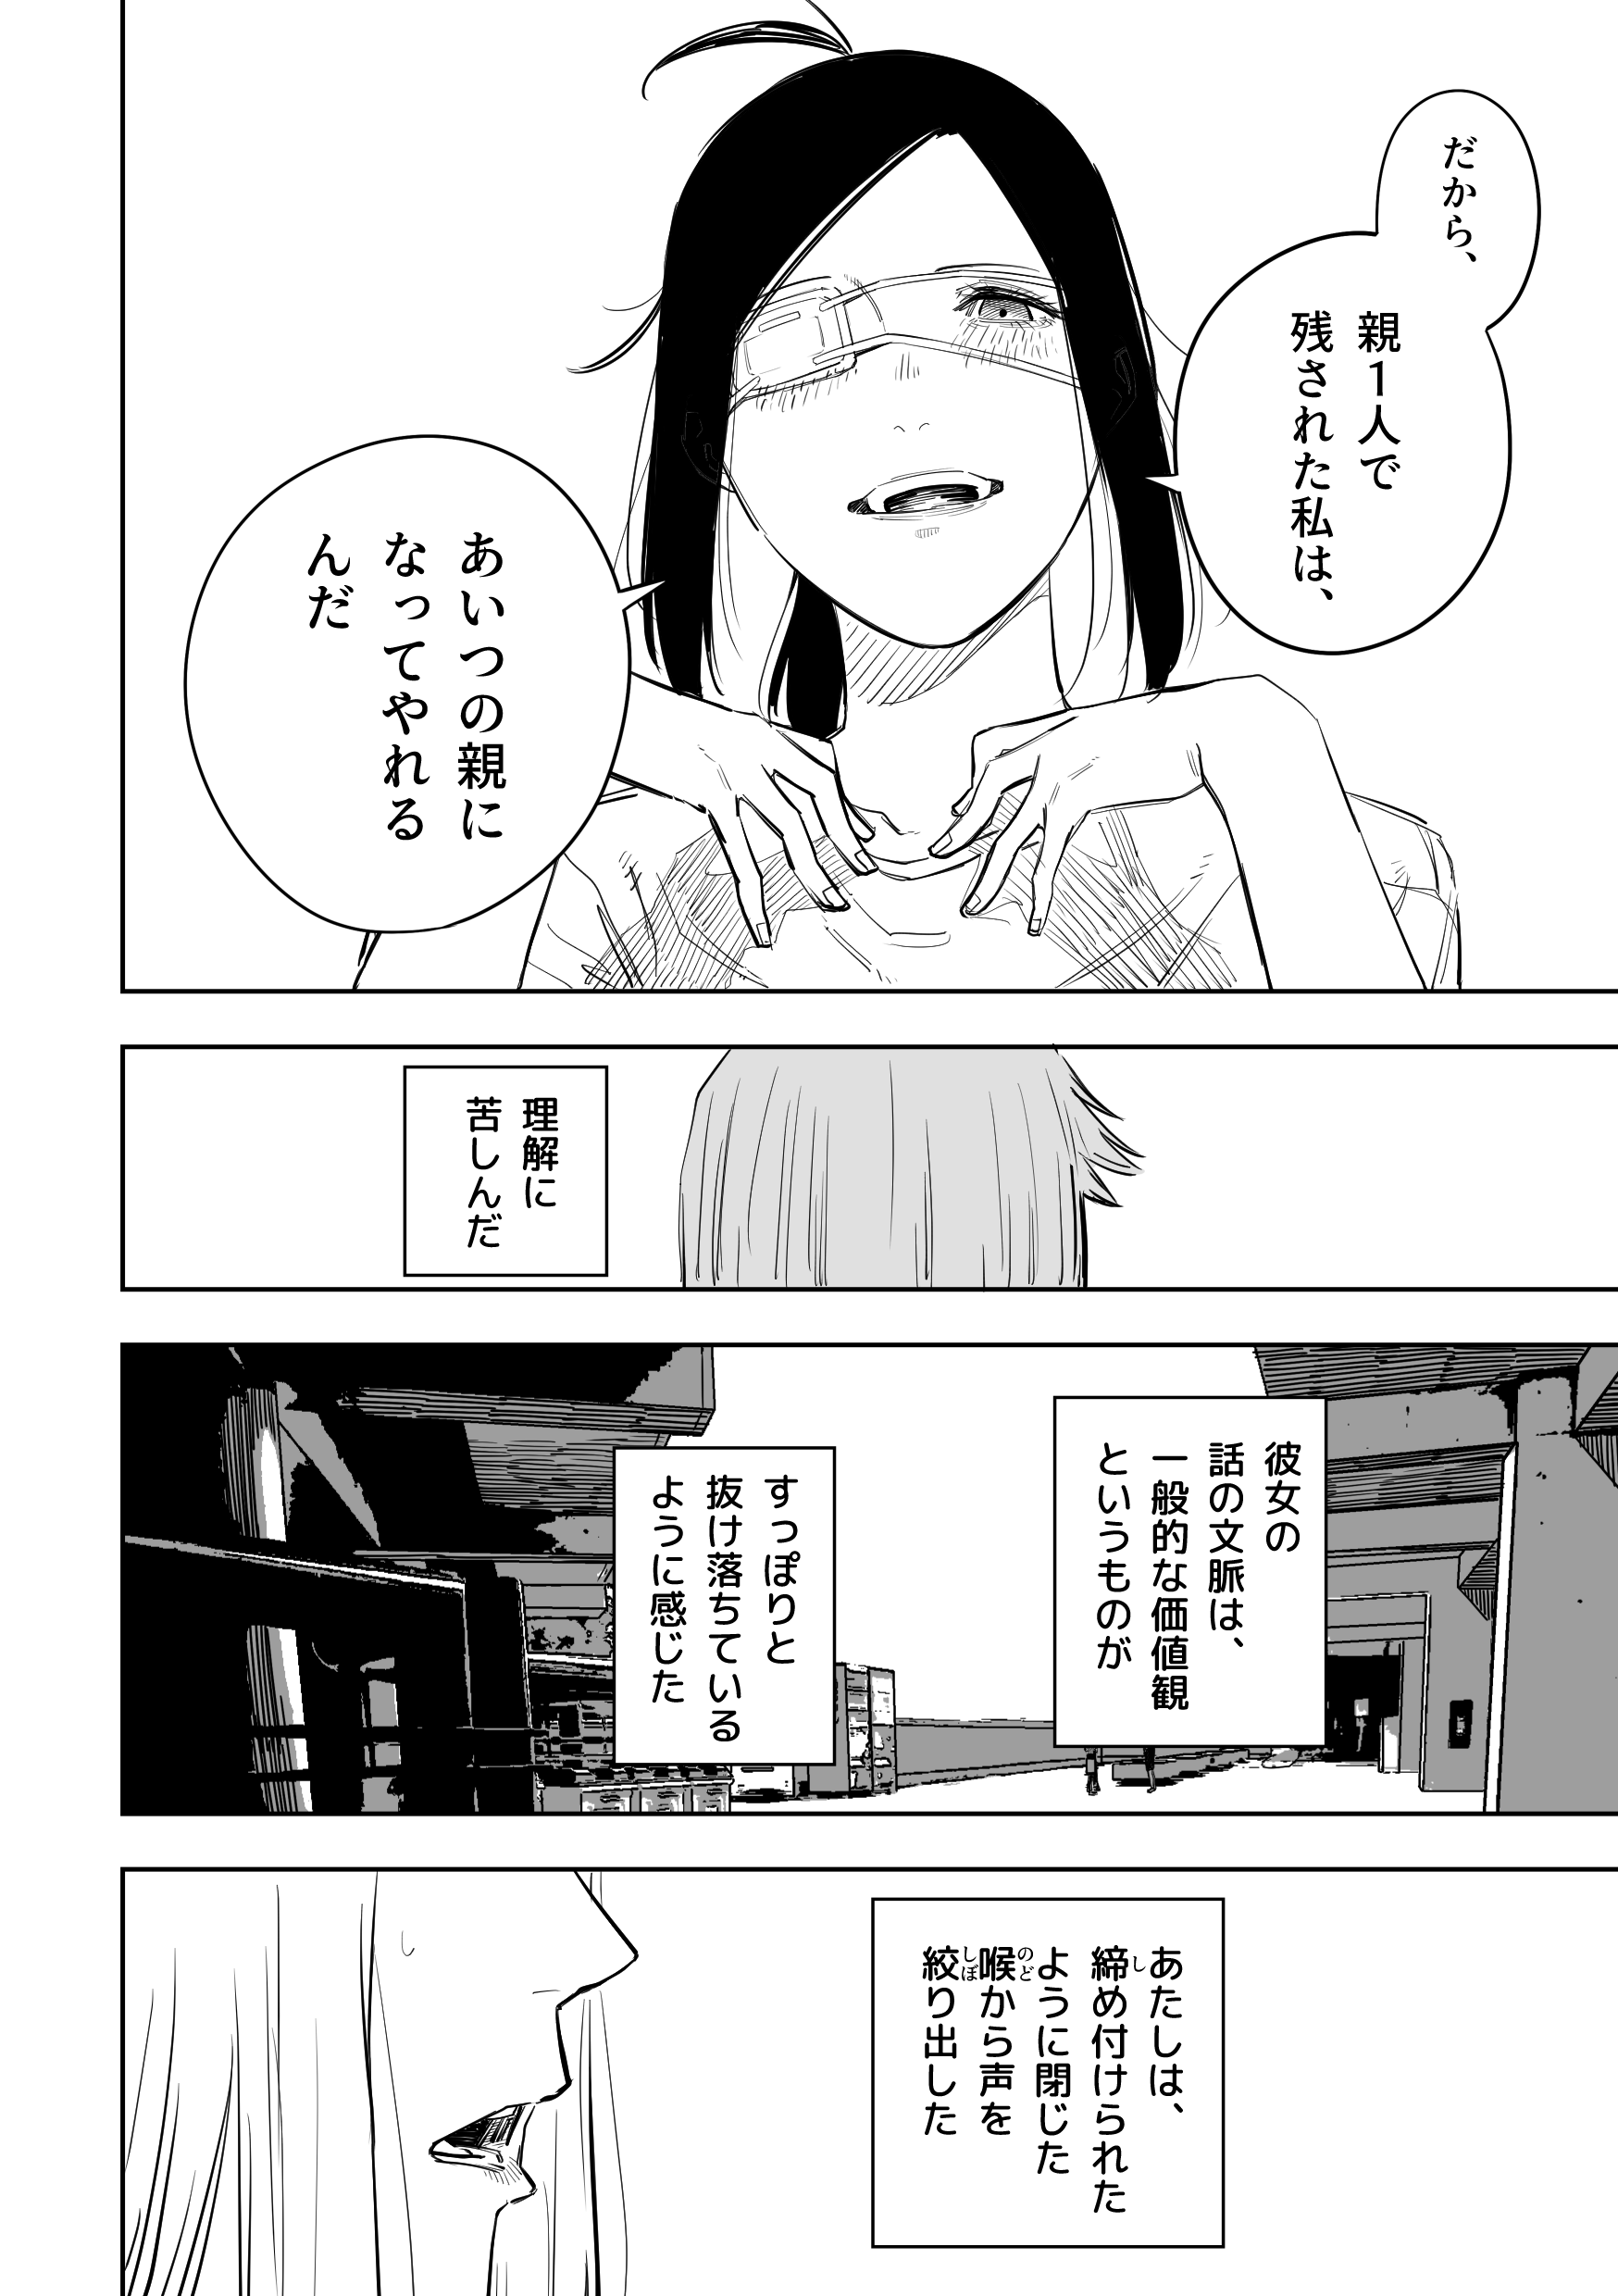 だから、
親１人で
残された私は、
あいつの親に
なってやれる
んだ
理解に
苦しんだ
彼女の
話の文脈は、
一般的な価値観
というものが
すっぽりと
抜け落ちている
ように感じた
あたしは、
締め付けられた
ように閉じた
喉から声を
絞り出した